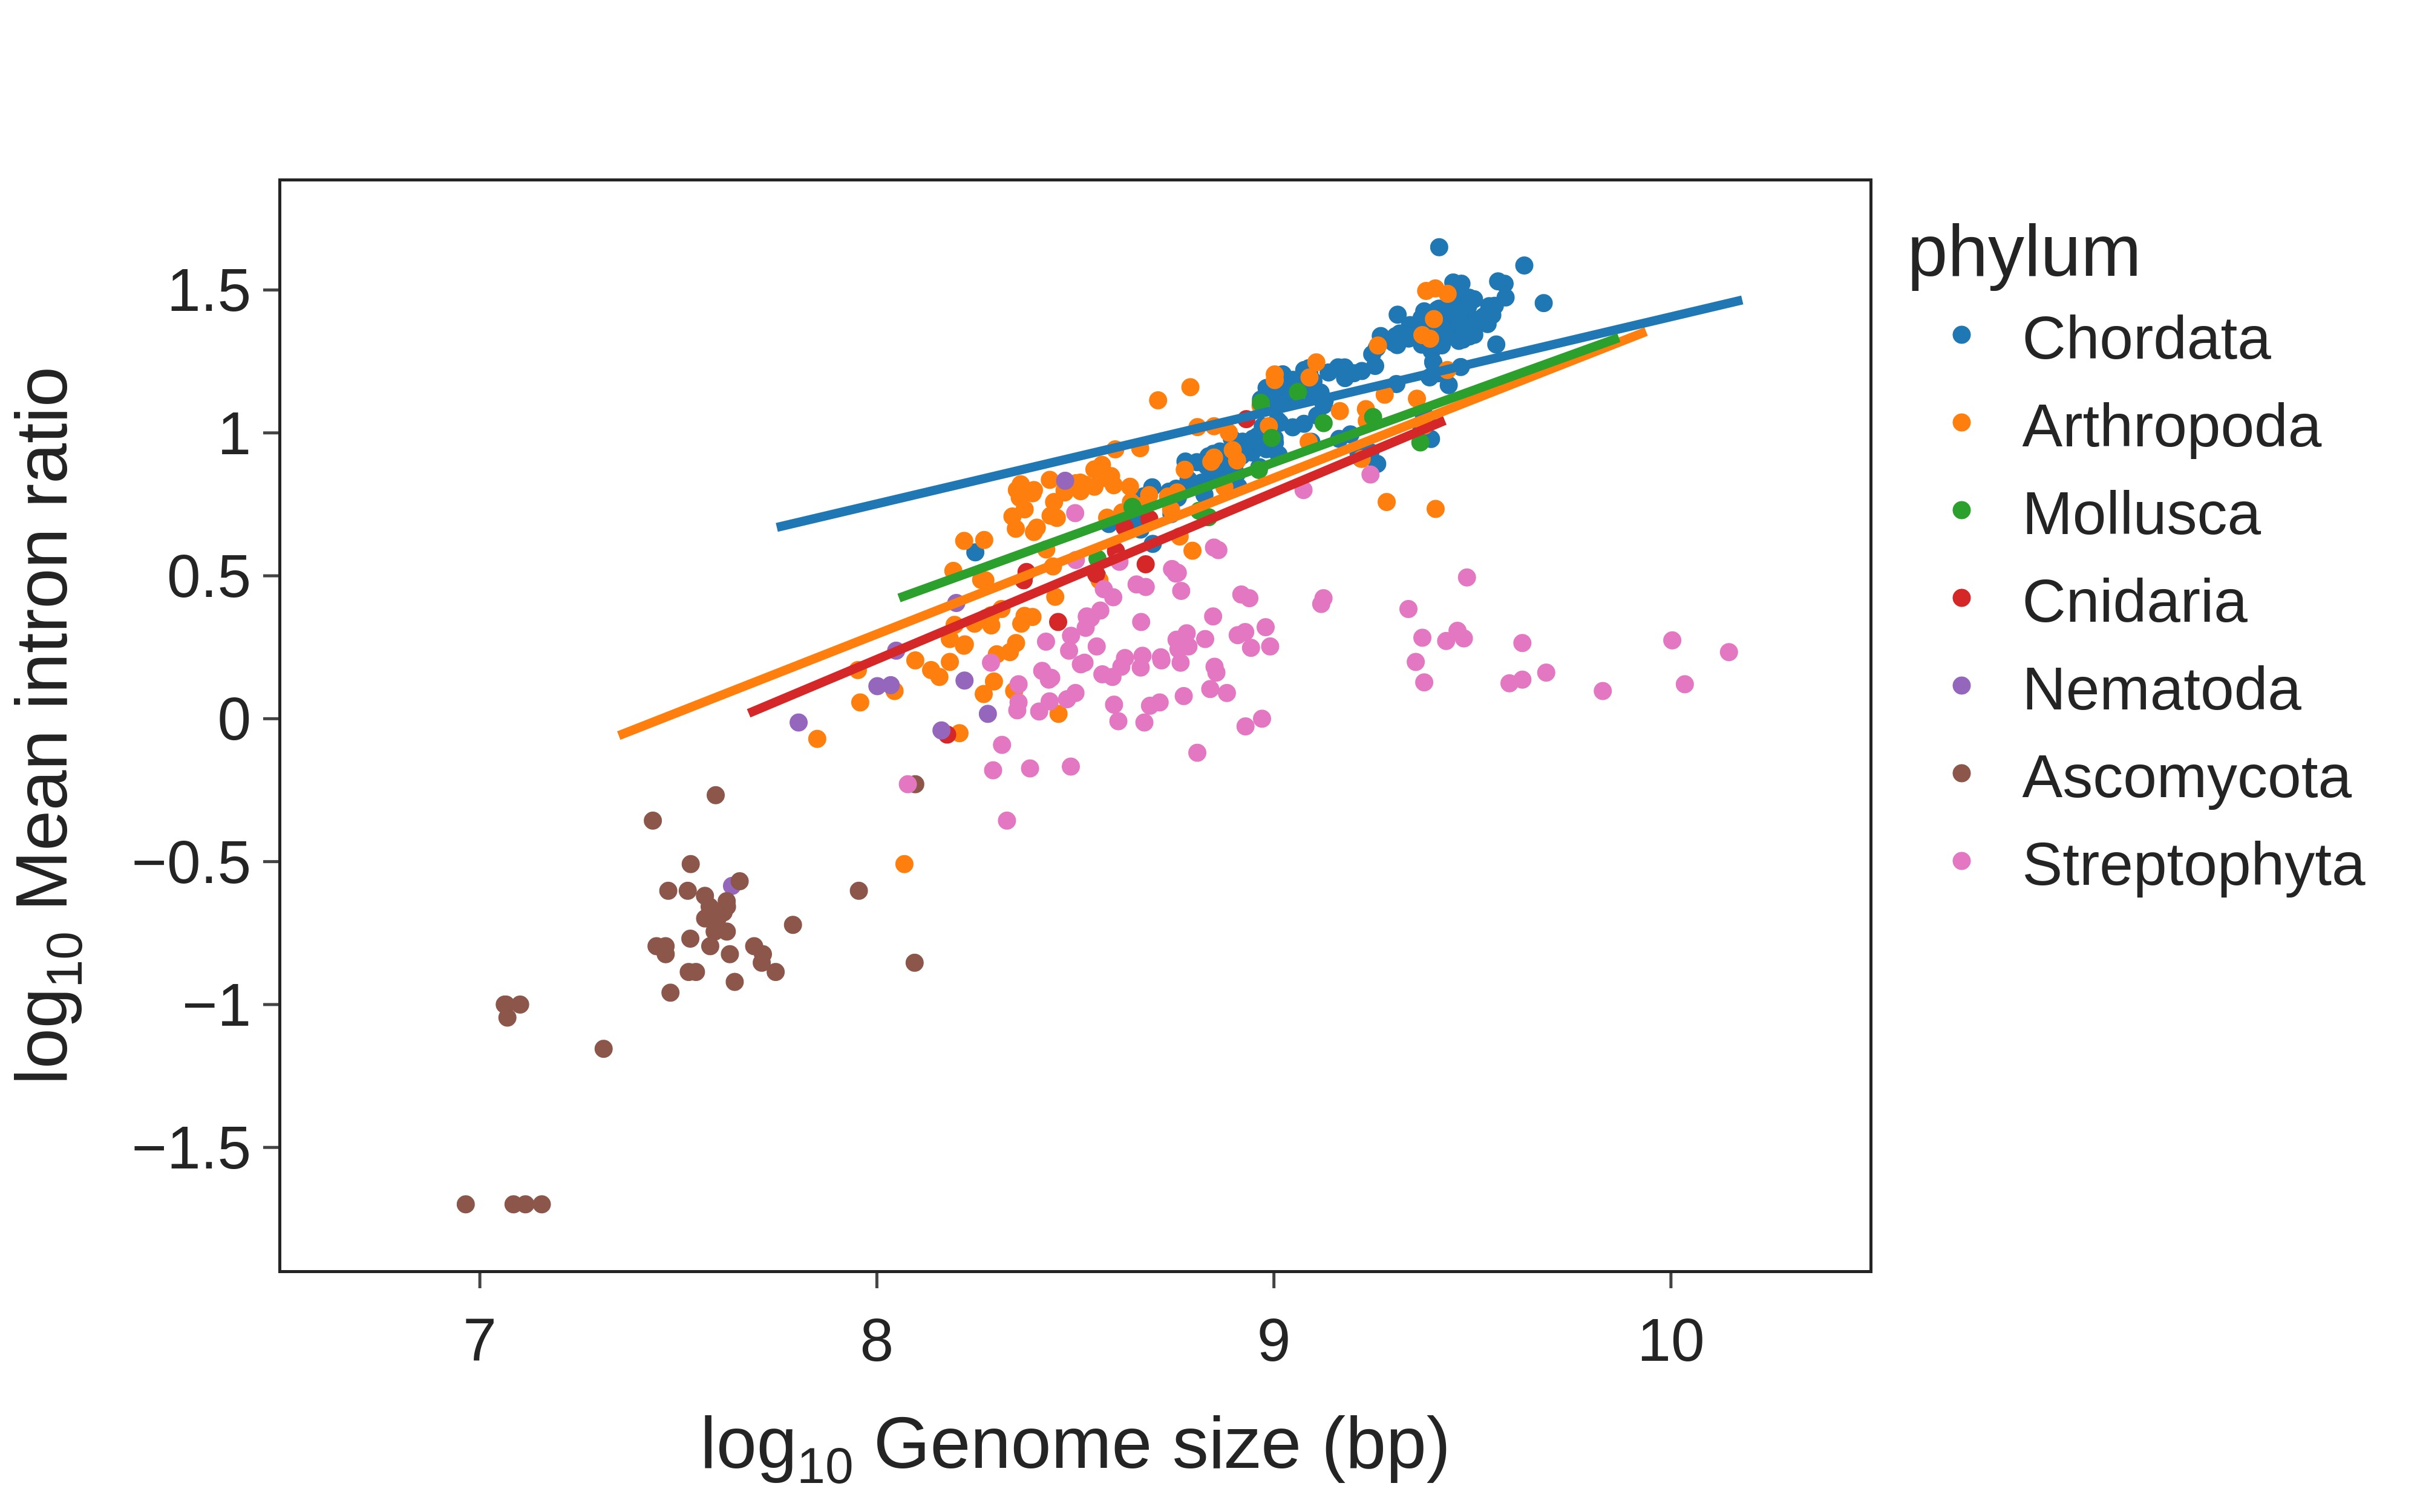 phylum
Chordata
Arthropoda
Mollusca
Cnidaria
Nematoda
Ascomycota
Streptophyta
1.5
1
0.5
0
−0.5
−1
−1.5
log10 Mean intron ratio
7
8
9
10
log10 Genome size (bp)